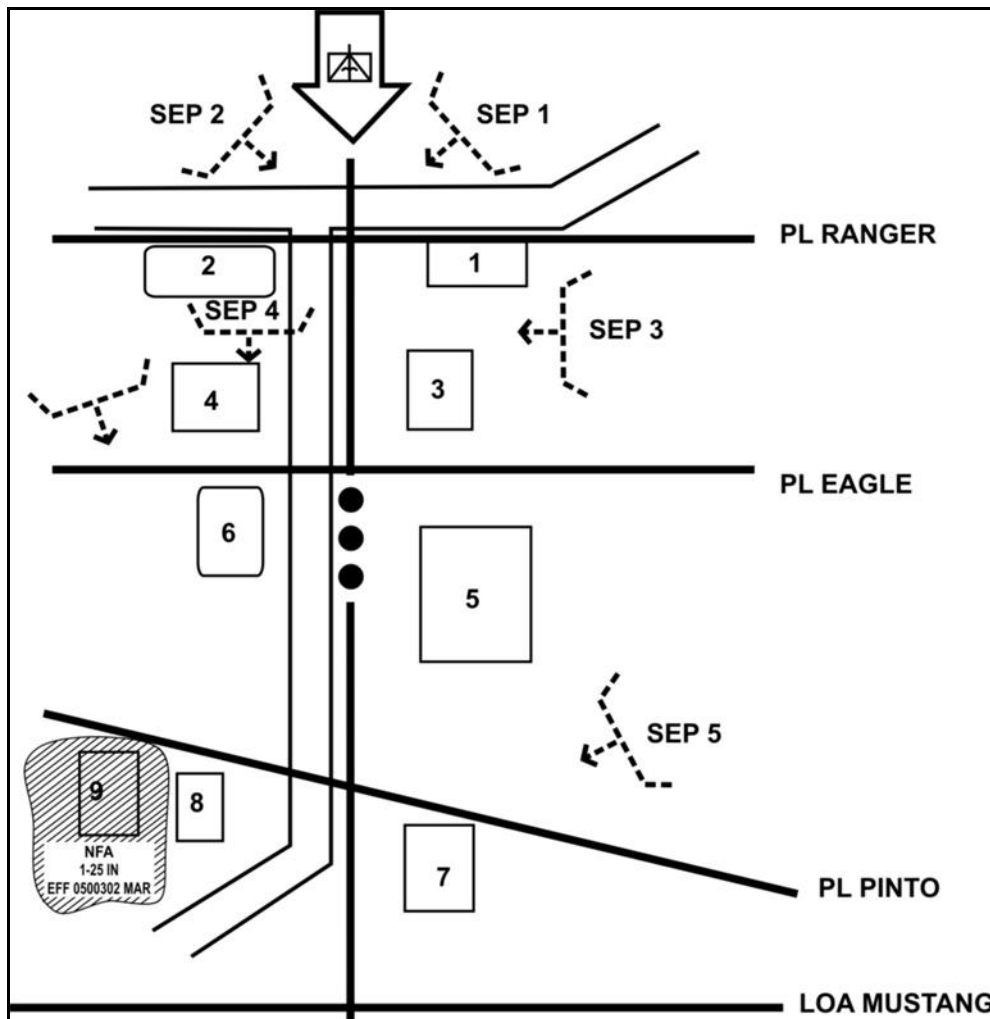 SEP 2
SEP 1
PL RANGER
2
1
SEP 4
SEP 3
4
3
PL EAGLE
6
5
SEP 5
9
8
NFA
1-25 IN
EFF 0500302 MAR
7
PL PINTO
LOA MUSTANG